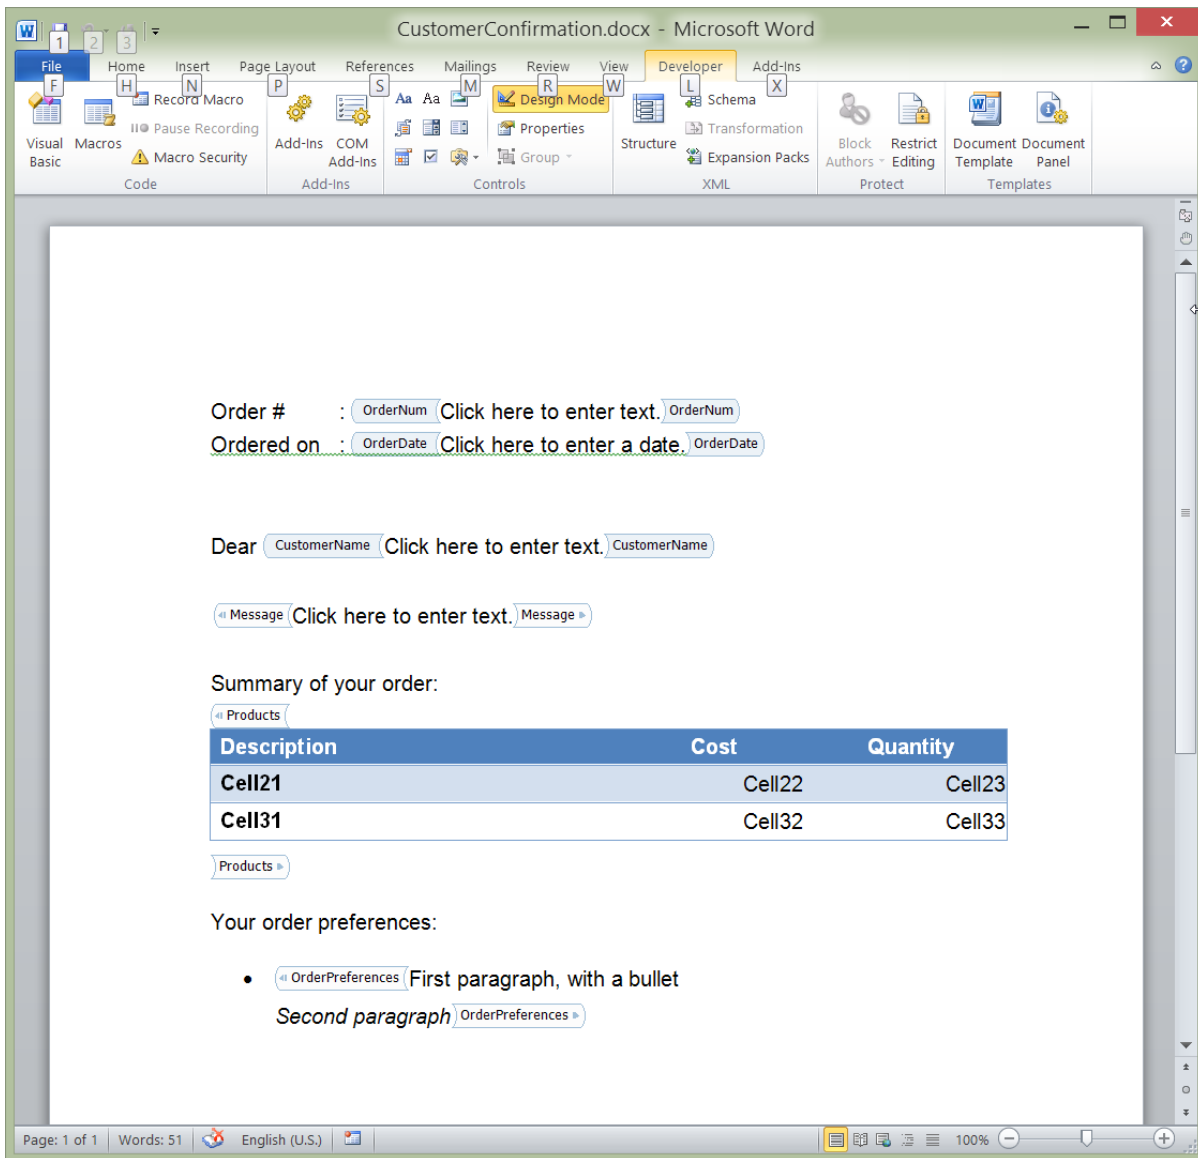 CustomerConfirmation.docx - Microsoft Word
1 2 3
File Home Insert Page Layout References Mailings Review View Developer Add-Ins
F H N P S M R W L X
Record Macro Aa Aa Design Mode Schema
Pause Recording Properties Transformation
Visual Basic Macros Macro Security Add-Ins COM Add-Ins Group Structure Expansion Packs Block Authors Restrict Editing Document Template Document Panel
Code Add-Ins Controls XML Protect Templates
Order # : OrderNum Click here to enter text. OrderNum
Ordered on : OrderDate Click here to enter a date. OrderDate
Dear CustomerName Click here to enter text. CustomerName
Message Click here to enter text. Message
Summary of your order:
Products
Description Cost Quantity
Cell21 Cell22 Cell23
Cell31 Cell32 Cell33
Products
Your order preferences:
• OrderPreferences First paragraph, with a bullet
Second paragraph OrderPreferences
Page: 1 of 1 Words: 51 English (U.S.) 100%